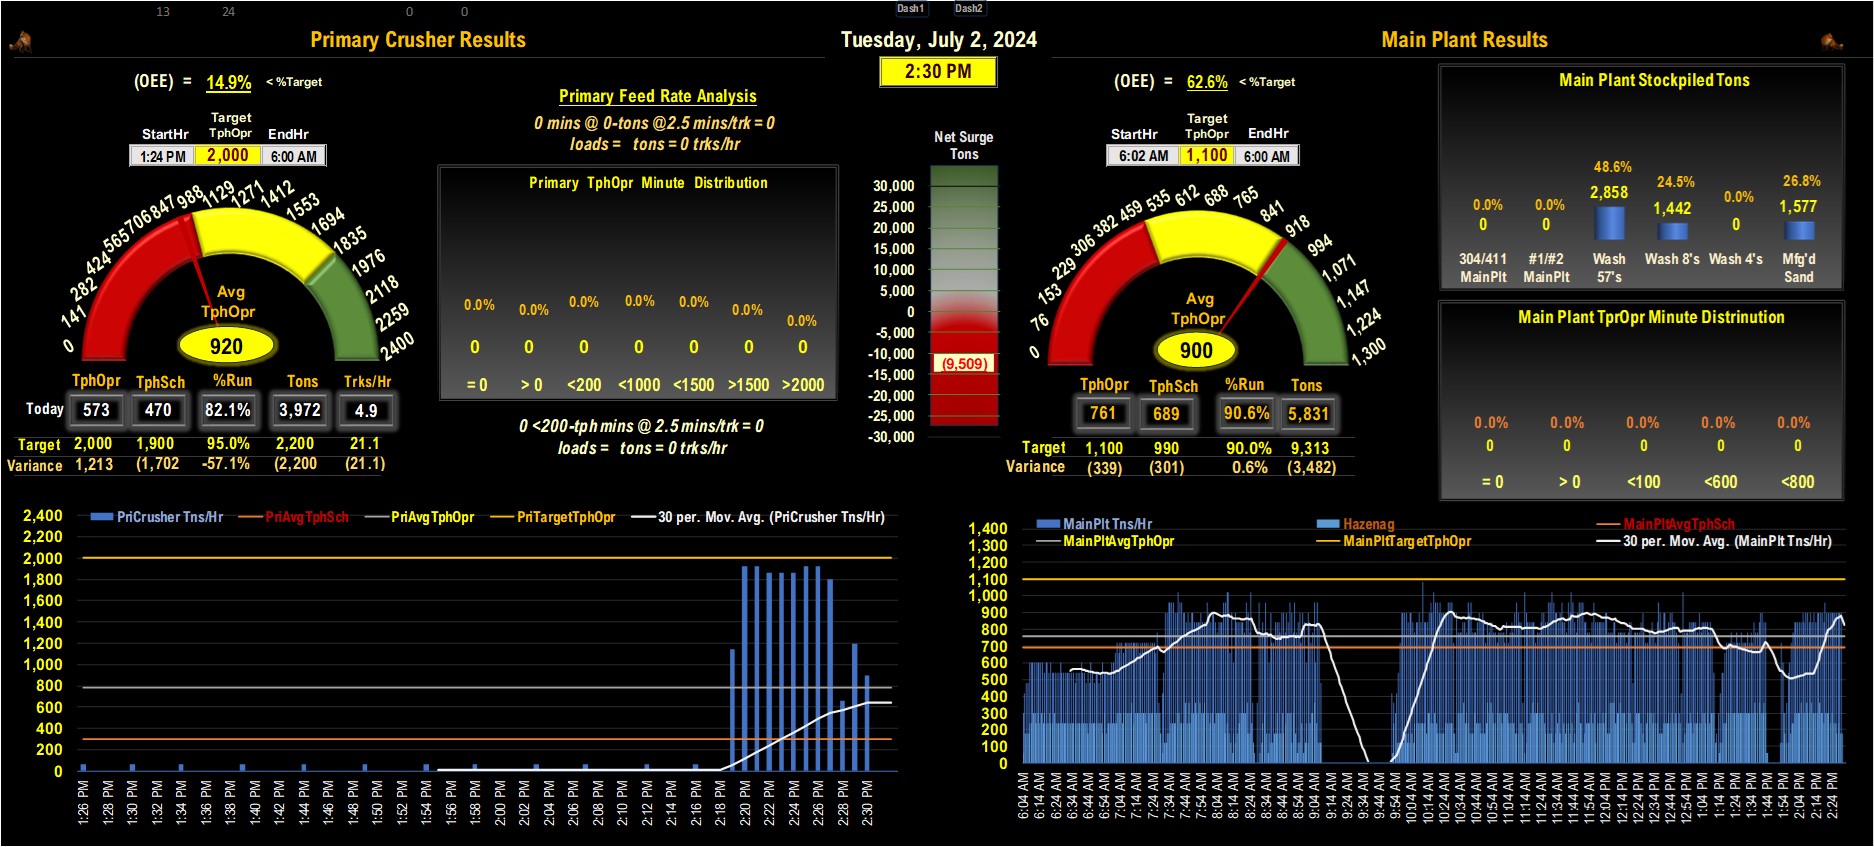 13 24 0 0 Dash1 Dash2
Primary Crusher Results
Tuesday, July 2, 2024
Main Plant Results
2:30 PM
(OEE) = 14.9% < %Target
Target
StartHr TphOpr EndHr
1:24 PM 2,000 6:00 AM
0 141 282 424 565 706 847 988 1129 1271 1412 1553 1694 1835 1976 2118 2259 2400
Avg
TphOpr
920
TphOpr TphSch %Run Tons Trks/Hr
Today 573 470 82.1% 3,972 4.9
Target 2,000 1,900 95.0% 2,200 21.1
Variance 1,213 (1,702 -57.1% (2,200 (21.1)
Primary Feed Rate Analysis
0 mins @ 0-tons @2.5 mins/trk = 0
loads = tons = 0 trks/hr
Primary TphOpr Minute Distribution
0.0% 0.0% 0.0% 0.0% 0.0% 0.0% 0.0%
0 0 0 0 0 0 0
= 0 > 0 <200 <1000 <1500 >1500 >2000
0 <200-tph mins @ 2.5 mins/trk = 0
loads = tons = 0 trks/hr
Net Surge
Tons
30,000
25,000
20,000
15,000
10,000
5,000
0
-5,000
-10,000
(9,509)
-15,000
-20,000
-25,000
-30,000
(OEE) = 62.6% < %Target
Target
StartHr TphOpr EndHr
6:02 AM 1,100 6:00 AM
0 76 153 229 306 382 459 535 612 688 765 841 918 994 1,071 1,147 1,224 1,300
Avg
TphOpr
900
TphOpr TphSch %Run Tons
761 689 90.6% 5,831
Target 1,100 990 90.0% 9,313
Variance (339) (301) 0.6% (3,482)
Main Plant Stockpiled Tons
0.0% 0.0% 48.6% 24.5% 0.0% 26.8%
0 0 2,858 1,442 0 1,577
304/411 #1/#2 Wash Wash 8's Wash 4's Mfg'd
MainPlt MainPlt 57's Sand
Main Plant TprOpr Minute Distrinution
0.0% 0.0% 0.0% 0.0% 0.0%
0 0 0 0 0
= 0 > 0 <100 <600 <800
PriCrusher Tns/Hr PriAvgTphSch PriAvgTphOpr PriTargetTphOpr 30 per. Mov. Avg. (PriCrusher Tns/Hr)
2,400
2,200
2,000
1,800
1,600
1,400
1,200
1,000
800
600
400
200
0
1:26 PM 1:28 PM 1:32 PM 1:34 PM 1:36 PM 1:38 PM 1:40 PM 1:42 PM 1:44 PM 1:46 PM 1:48 PM 1:50 PM 1:52 PM 1:54 PM 1:56 PM 1:58 PM 2:00 PM 2:02 PM 2:06 PM 2:08 PM 2:10 PM 2:12 PM 2:14 PM 2:16 PM 2:18 PM 2:20 PM 2:22 PM 2:24 PM 2:26 PM 2:28 PM 2:30 PM
MainPlt Tns/Hr Hazenag MainPltAvgTphSch
MainPltAvgTphOpr MainPltTargetTphOpr 30 per. Mov. Avg. (MainPlt Tns/Hr)
1,400
1,300
1,200
1,100
1,000
900
800
700
600
500
400
300
200
100
0
6:04 AM 6:14 AM 6:24 AM 6:34 AM 6:44 AM 6:54 AM 7:04 AM 7:14 AM 7:24 AM 7:34 AM 7:44 AM 7:54 AM 8:04 AM 8:14 AM 8:24 AM 8:34 AM 8:44 AM 8:54 AM 9:04 AM 9:14 AM 9:24 AM 9:34 AM 9:44 AM 9:54 AM 10:04 AM 10:14 AM 10:24 AM 10:34 AM 10:44 AM 10:54 AM 11:04 AM 11:14 AM 11:24 AM 11:34 AM 11:44 AM 11:54 AM 12:04 PM 12:14 PM 12:24 PM 12:34 PM 12:44 PM 12:54 PM 1:04 PM 1:14 PM 1:24 PM 1:34 PM 1:44 PM 1:54 PM 2:04 PM 2:14 PM 2:24 PM